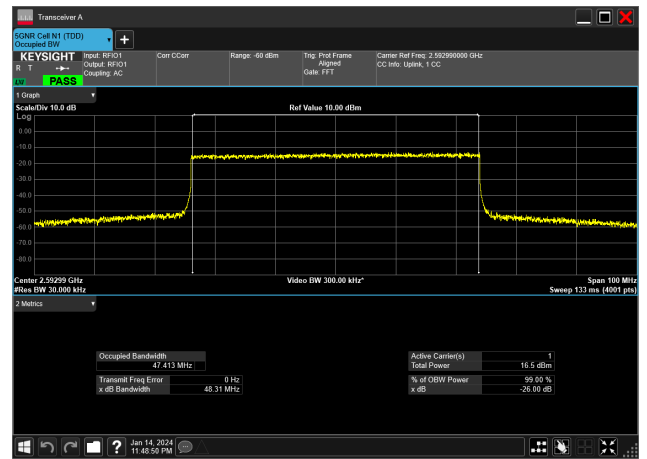 Transceiver A
5GNR Cell N1 (TDD)
Occupied BW
KEYSIGHT
R T
LW PASS
Input: RFIO1
Output: RFIO1
Coupling: AC
Corr CCorr
Range: -60 dBm
Trig: Prot Frame
Aligned
Gate: FFT
Carrier Ref Freq: 2.592990000 GHz
CC Info: Uplink, 1 CC
1 Graph
Scale/Div 10.0 dB
Ref Value 10.00 dBm
Log
0.00
-10.0
-20.0
-30.0
-40.0
-50.0
-60.0
-70.0
-80.0
Center 2.59299 GHz
Video BW 300.00 kHz*
Span 100 MHz
#Res BW 30.000 kHz
Sweep 133 ms (4001 pts)
2 Metrics
Occupied Bandwidth
47.413 MHz
Active Carrier(s) 1
Total Power 16.5 dBm
Transmit Freq Error 0 Hz
x dB Bandwidth 48.31 MHz
% of OBW Power 99.00 %
x dB -26.00 dB
Jan 14, 2024
11:48:50 PM